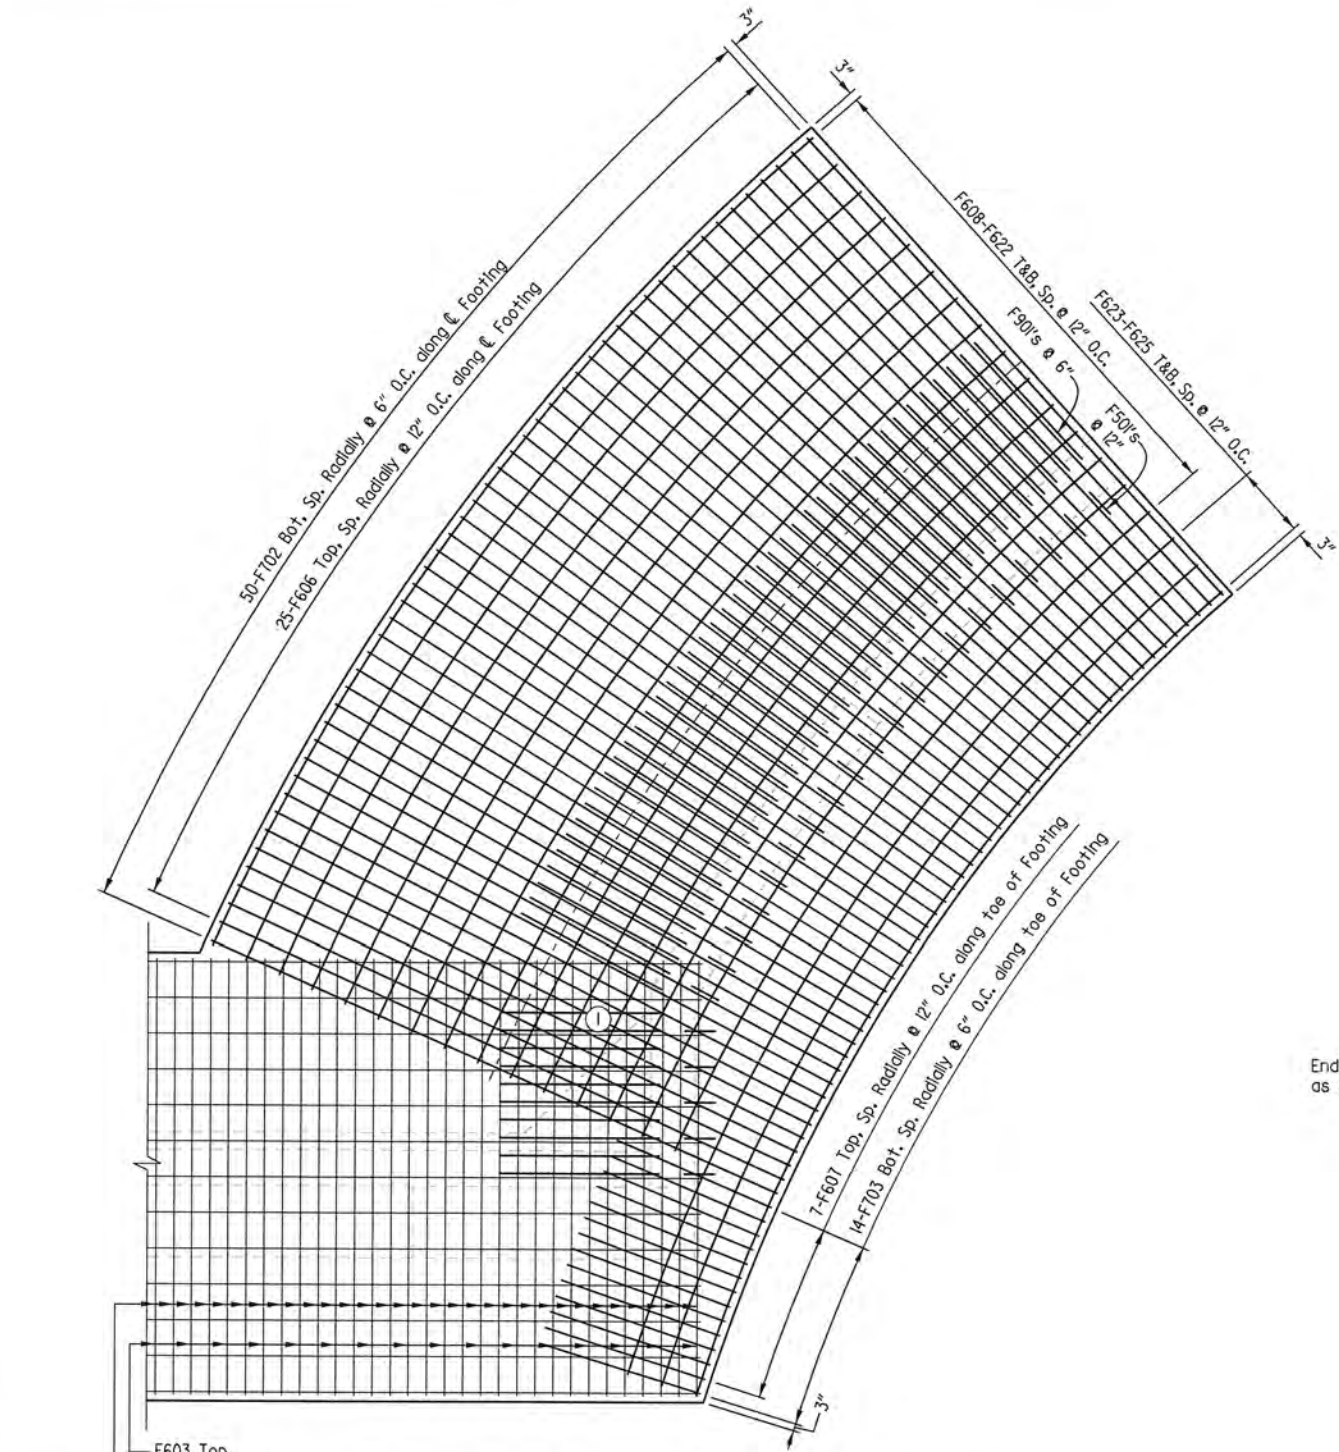 3"
3"
F608-F622 T&B, Sp. @ 12" O.C.
F623-F625 T&B, Sp. @ 12" O.C.
F901's @ 6"
F501's
@ 12"
3"
50-F702 Bot. Sp. Radially @ 6" O.C. along ℄ Footing
25-F606 Top, Sp. Radially @ 12" O.C. along ℄ Footing
1
7-F607 Top, Sp. Radially @ 12" O.C. along toe of Footing
14-F703 Bot. Sp. Radially @ 6" O.C. along toe of Footing
End
as
3"
F603 Top